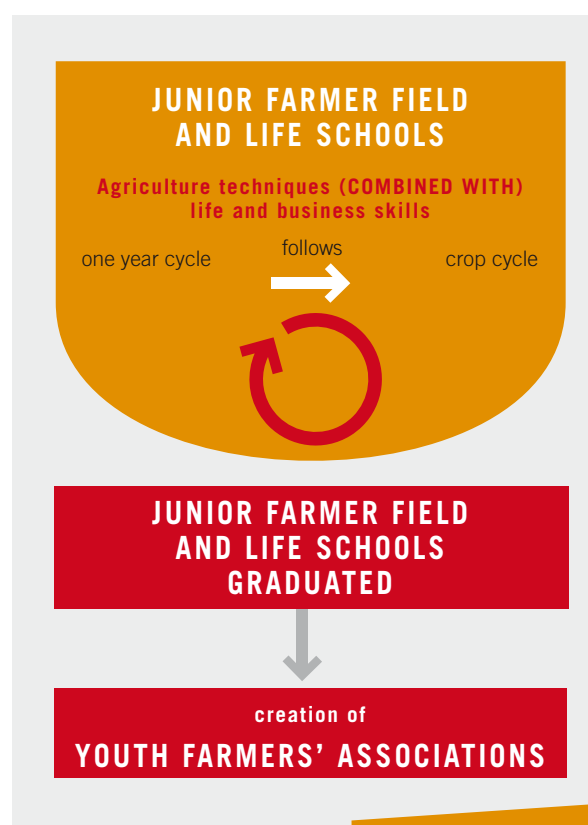 JUNIOR FARMER FIELD
AND LIFE SCHOOLS
Agriculture techniques (COMBINED WITH)
life and business skills
one year cycle follows crop cycle
JUNIOR FARMER FIELD
AND LIFE SCHOOLS
GRADUATED
creation of
YOUTH FARMERS’ ASSOCIATIONS